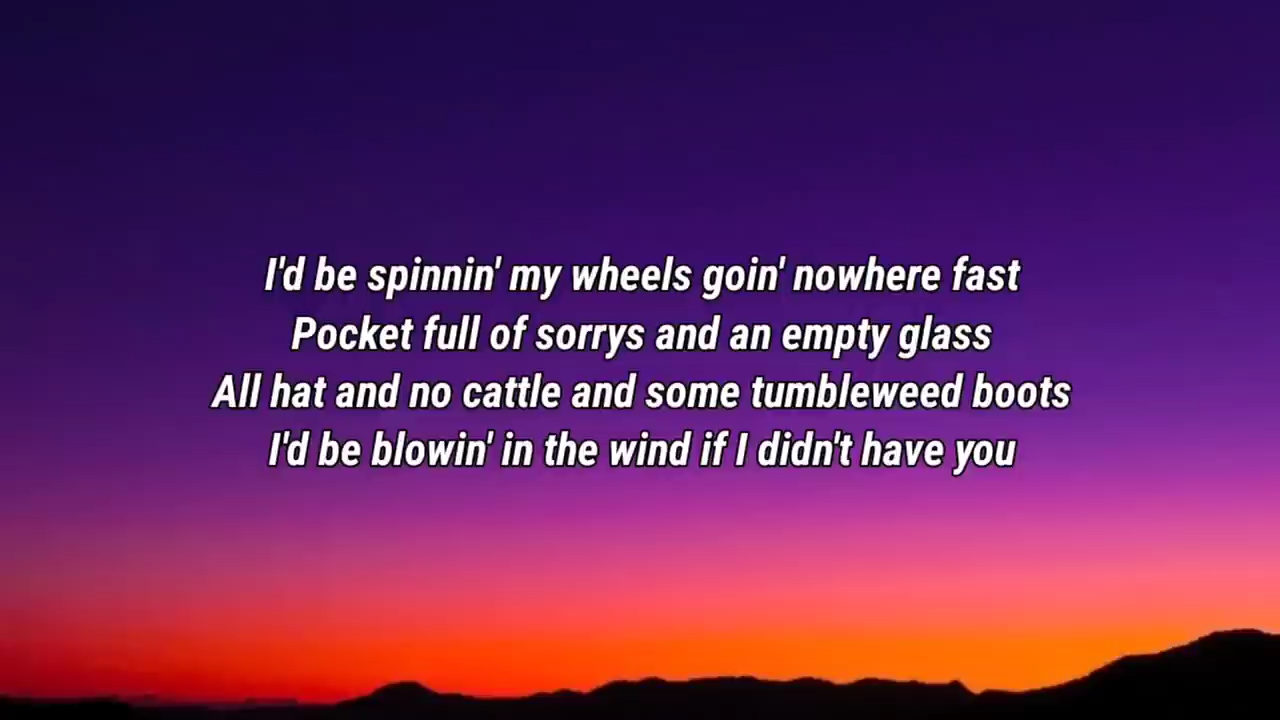 I'd be spinnin' my wheels goin' nowhere fast
Pocket full of sorrys and an empty glass
All hat and no cattle and some tumbleweed boots
I'd be blowin' in the wind if I didn't have you